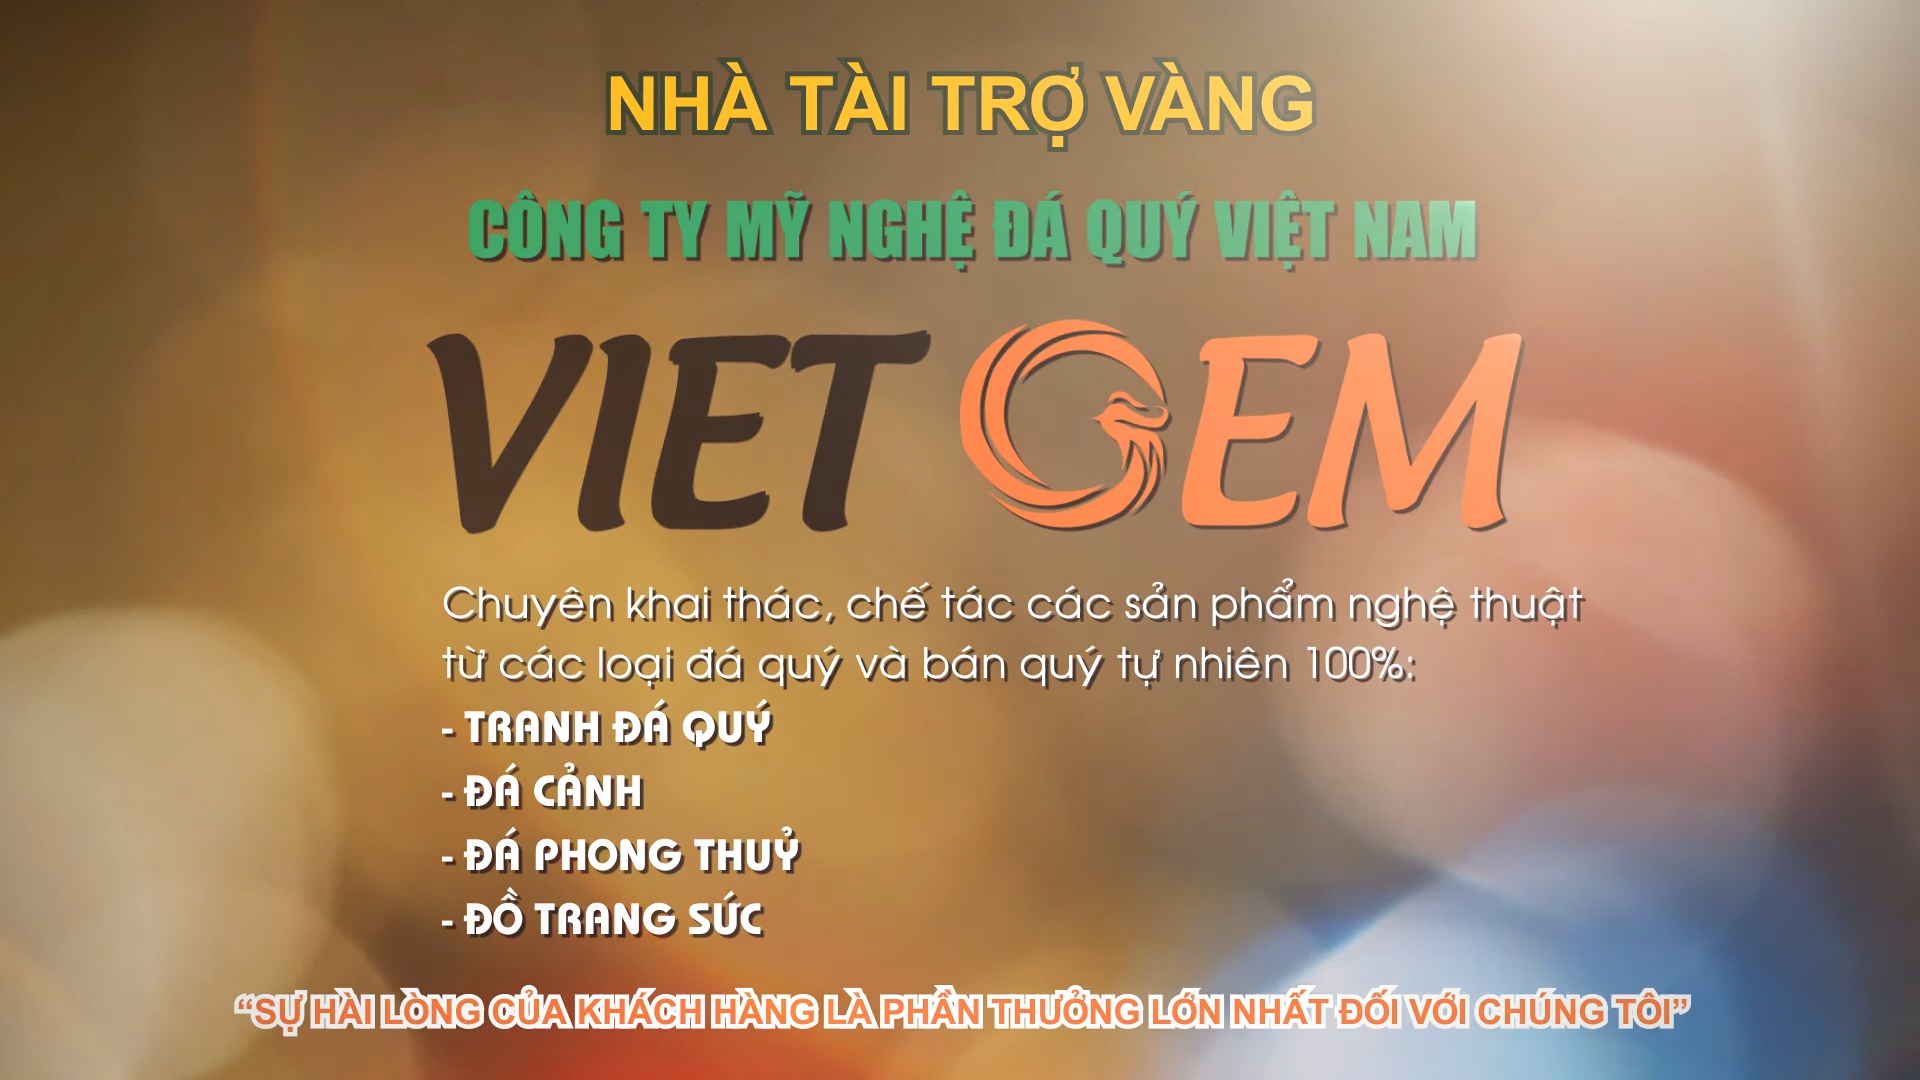 NHÀ TÀI TRỢ VÀNG
CÔNG TY MỸ NGHỆ ĐÁ QUÝ VIỆT NAM
VIET GEM
Chuyên khai thác, chế tác các sản phẩm nghệ thuật
từ các loại đá quý và bán quý tự nhiên 100%:
- TRANH ĐÁ QUÝ
- ĐÁ CẢNH
- ĐÁ PHONG THUỶ
- ĐỒ TRANG SỨC
“SỰ HÀI LÒNG CỦA KHÁCH HÀNG LÀ PHẦN THƯỞNG LỚN NHẤT ĐỐI VỚI CHÚNG TÔI”